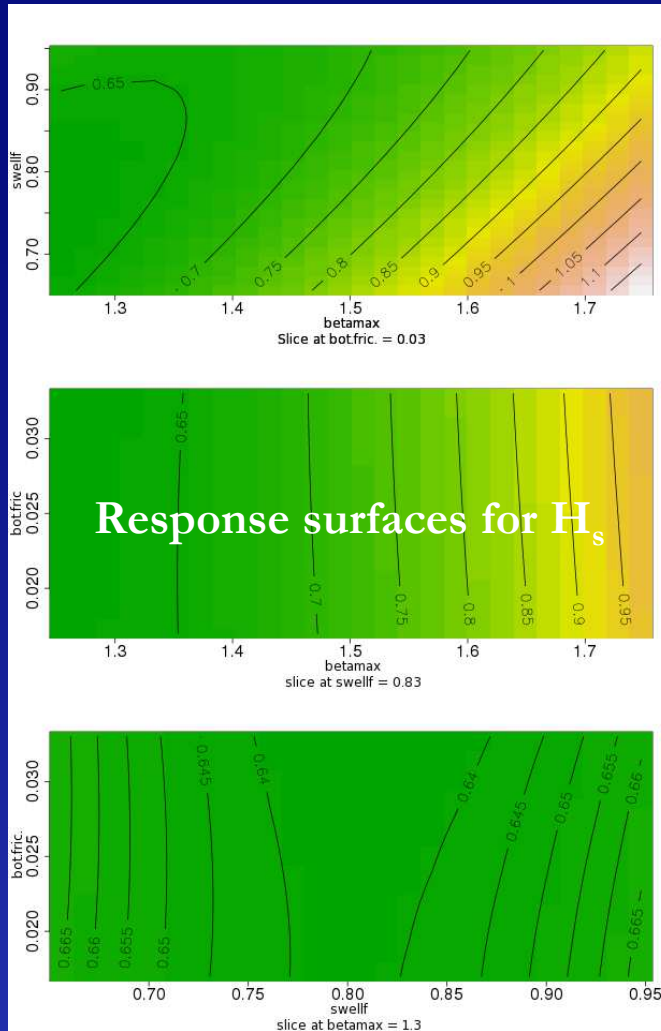 0.65
0.7
0.75
0.8
0.85
0.9
0.95
1
1.05
1.1
swellf
0.70 0.80 0.90
1.3 1.4 1.5 1.6 1.7
betamax
Slice at bot.fric. = 0.03
0.65
0.7
0.75
0.8
0.85
0.9
0.95
bot.fric
0.020 0.025 0.030
Response surfaces for Hs
1.3 1.4 1.5 1.6 1.7
betamax
slice at swellf = 0.83
0.665
0.66
0.655
0.65
0.645
0.64
0.64
0.645
0.65
0.655
0.66
0.665
bot.fric.
0.020 0.025 0.030
0.70 0.75 0.80 0.85 0.90 0.95
swellf
slice at betamax = 1.3